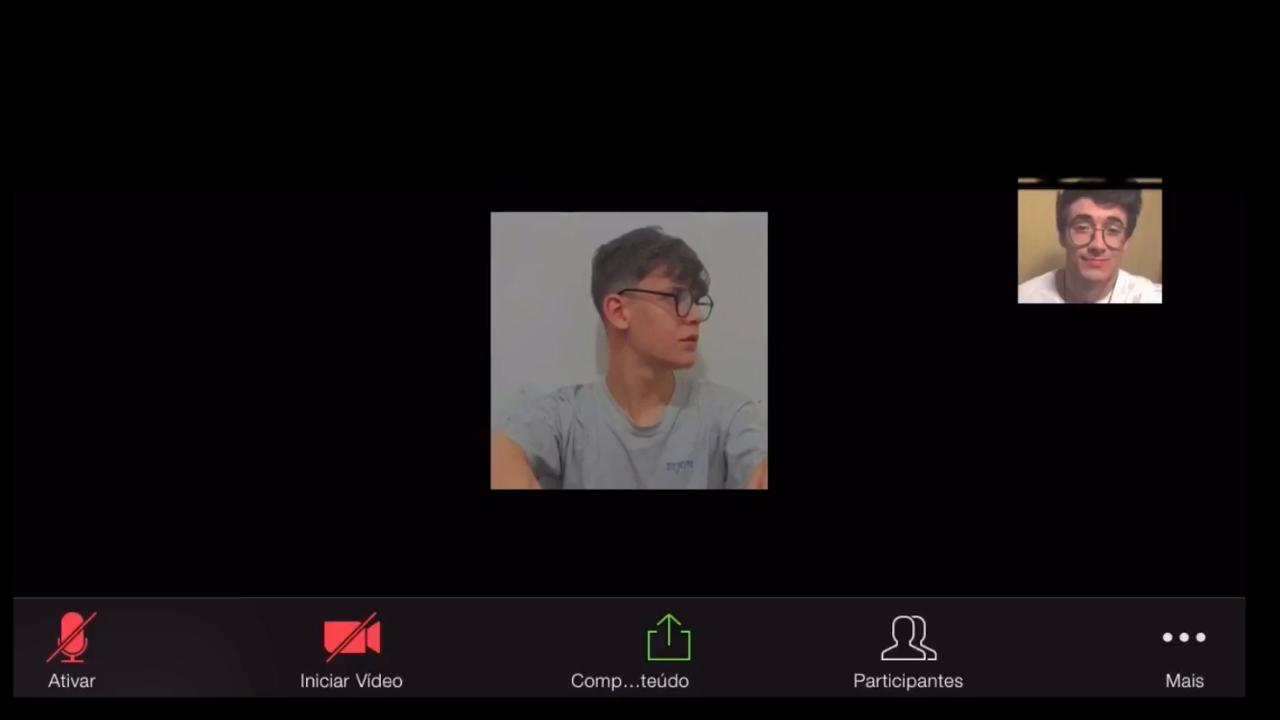 Ativar
Iniciar Vídeo
Comp...teúdo
Participantes
Mais